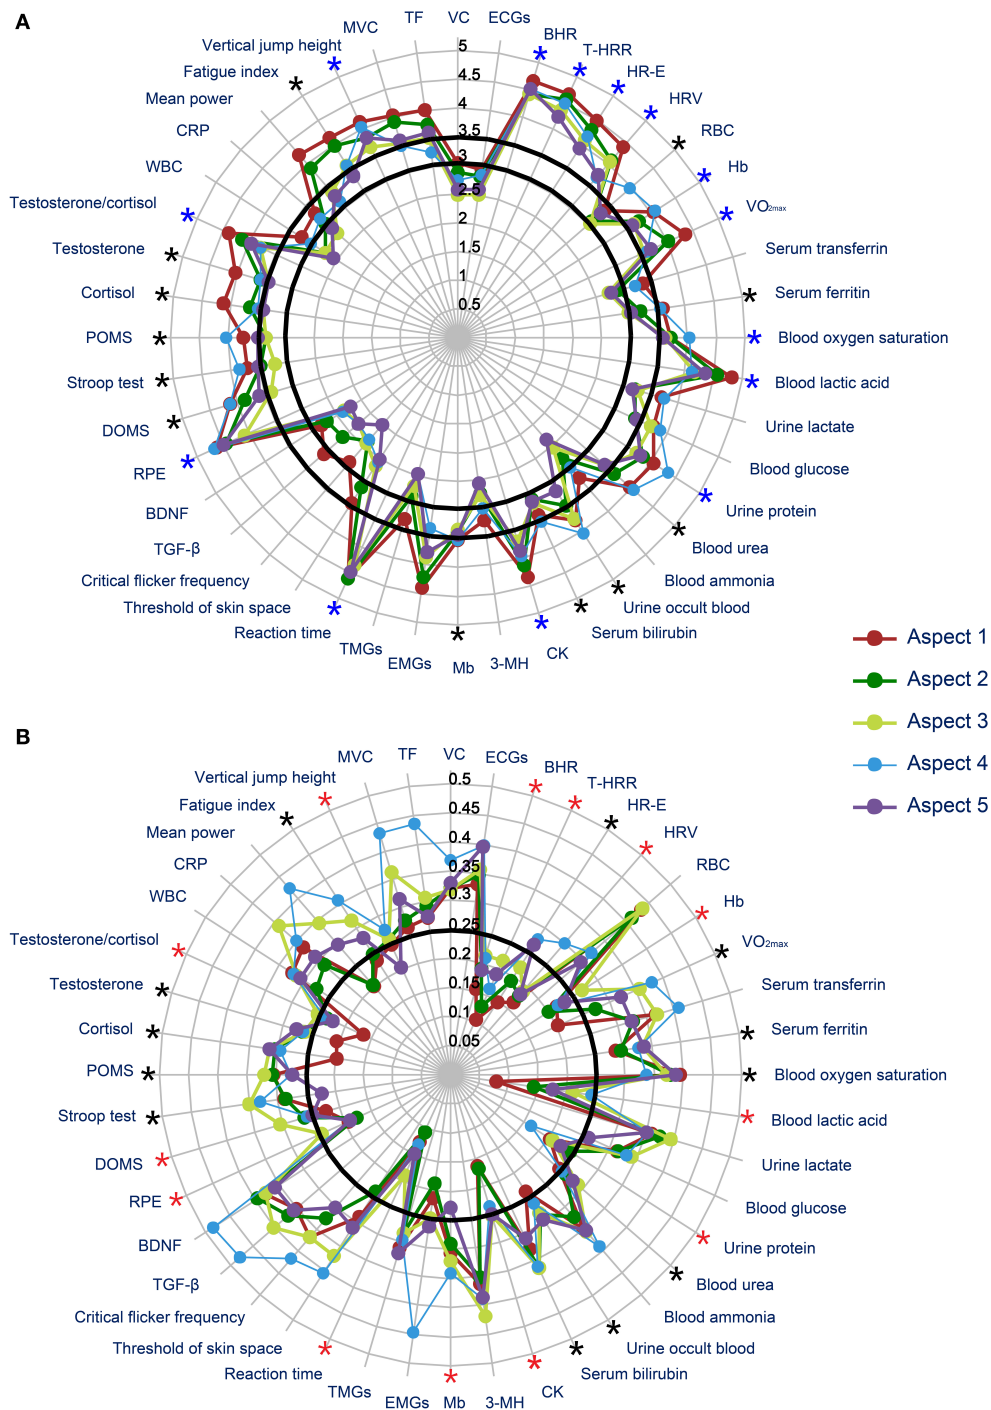 A
TF
VC
ECGs
MVC
BHR
Vertical jump height
T-HRR
Fatigue index
HR-E
Mean power
HRV
CRP
RBC
WBC
Hb
Testosterone/cortisol
VO2max
Testosterone
Serum transferrin
Cortisol
Serum ferritin
POMS
Blood oxygen saturation
Stroop test
Blood lactic acid
DOMS
Urine lactate
RPE
Blood glucose
BDNF
Urine protein
TGF-β
Blood urea
Critical flicker frequency
Blood ammonia
Threshold of skin space
Urine occult blood
Reaction time
Serum bilirubin
TMGs
CK
EMGs
Mb
3-MH
5
4.5
4
3.5
3
2.5
2
1.5
1
0.5
Aspect 1
Aspect 2
Aspect 3
Aspect 4
Aspect 5
B
TF
VC
ECGs
MVC
BHR
Vertical jump height
T-HRR
Fatigue index
HR-E
Mean power
HRV
CRP
RBC
WBC
Hb
Testosterone/cortisol
VO2max
Testosterone
Serum transferrin
Cortisol
Serum ferritin
POMS
Blood oxygen saturation
Stroop test
Blood lactic acid
DOMS
Urine lactate
RPE
Blood glucose
BDNF
Urine protein
TGF-β
Blood urea
Critical flicker frequency
Blood ammonia
Threshold of skin space
Urine occult blood
Reaction time
Serum bilirubin
TMGs
CK
EMGs
Mb
3-MH
0.5
0.45
0.4
0.35
0.3
0.25
0.2
0.15
0.1
0.05